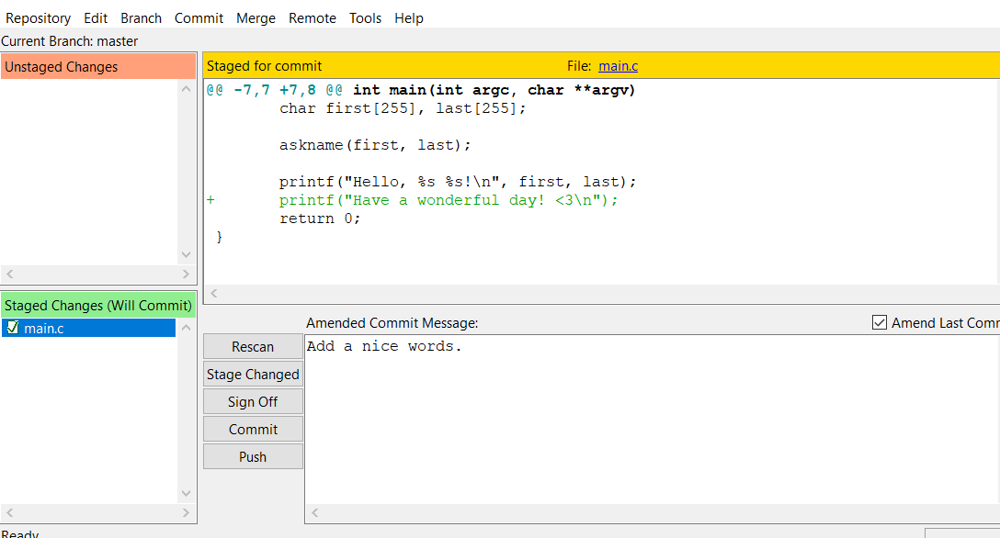 Repository Edit Branch Commit Merge Remote Tools Help
Current Branch: master
Unstaged Changes
Staged for commit File: main.c
@@ -7,7 +7,8 @@ int main(int argc, char **argv)
char first[255], last[255];
askname(first, last);
printf("Hello, %s %s!\n", first, last);
+ printf("Have a wonderful day! <3\n");
return 0;
}
Staged Changes (Will Commit)
main.c
Amended Commit Message: Amend Last Comm
Rescan
Stage Changed
Sign Off
Commit
Push
Add a nice words.
Ready